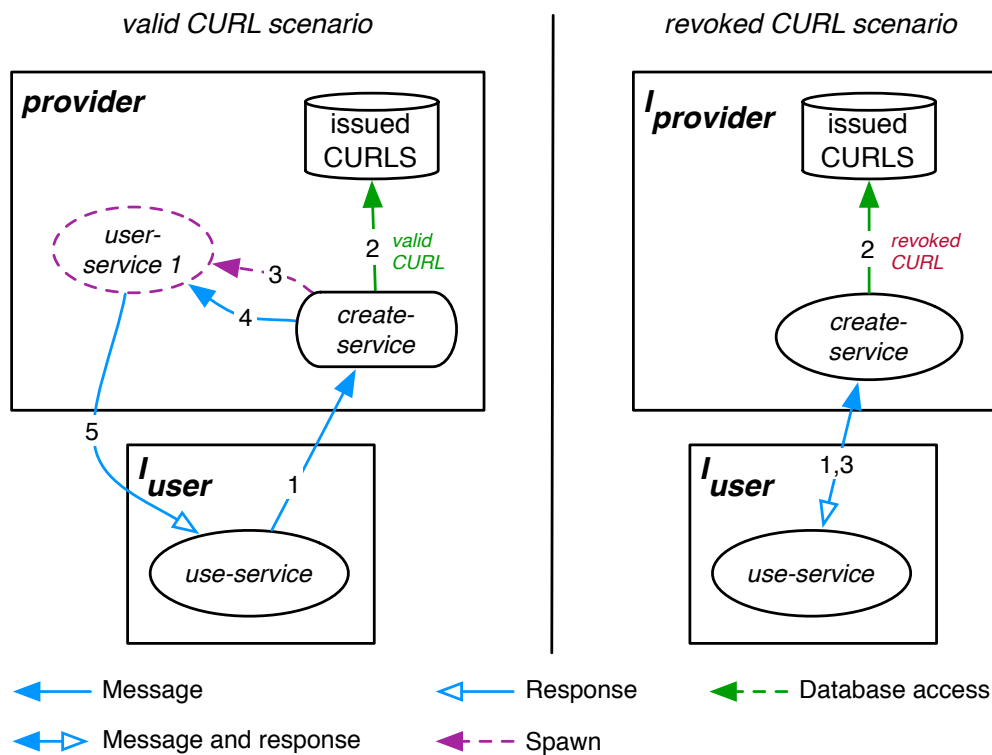 valid CURL scenario
revoked CURL scenario
provider
issued
CURLS
user-
service 1
2
valid
CURL
3
4
create-
service
5
1
I user
use-service
I provider
issued
CURLS
2
revoked
CURL
create-
service
1,3
I user
use-service
Message
Response
Database access
Message and response
Spawn